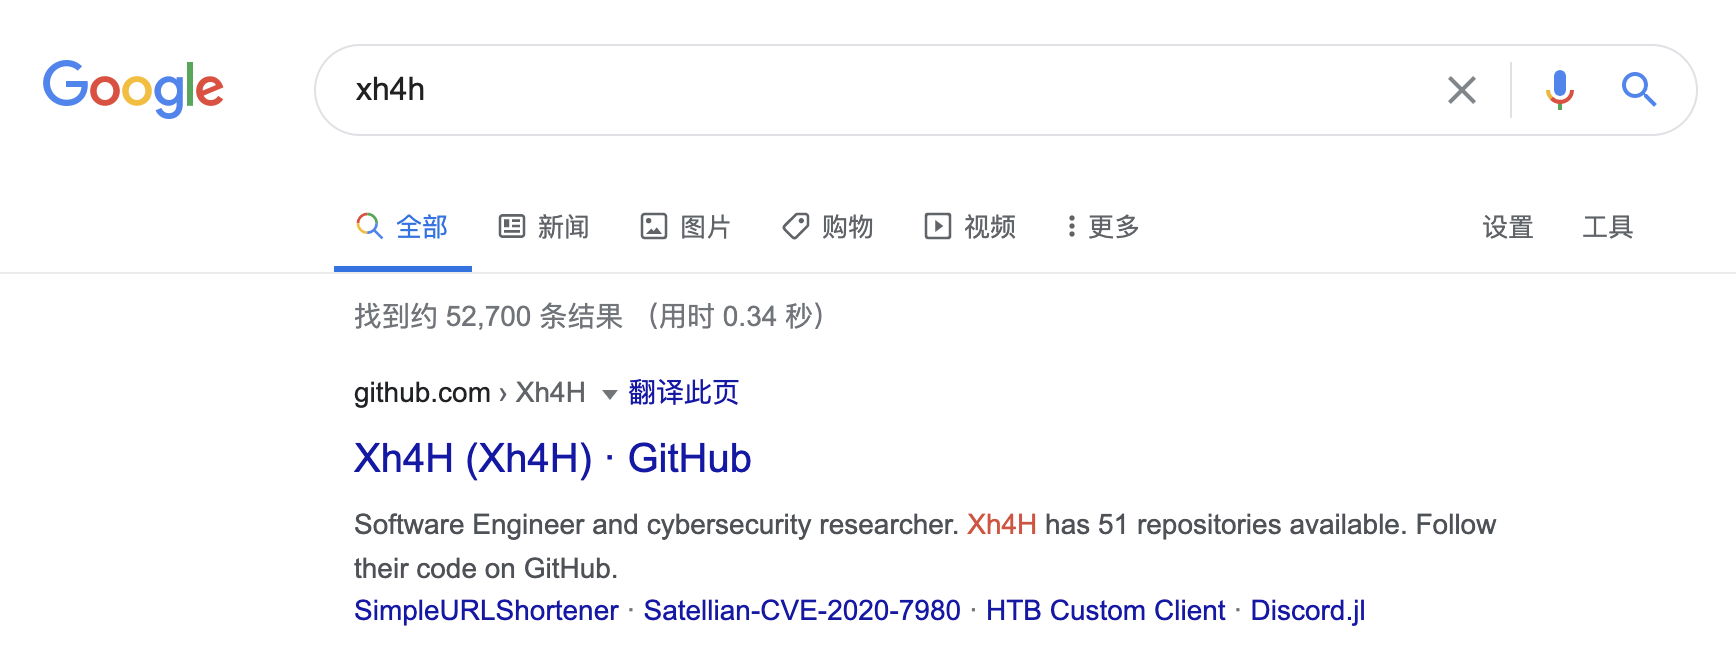 Google
xh4h
全部 新闻 图片 购物 视频 更多 设置 工具
找到约 52,700 条结果 （用时 0.34 秒）
github.com › Xh4H 翻译此页
Xh4H (Xh4H) · GitHub
Software Engineer and cybersecurity researcher. Xh4H has 51 repositories available. Follow
their code on GitHub.
SimpleURLShortener · Satellian-CVE-2020-7980 · HTB Custom Client · Discord.jl